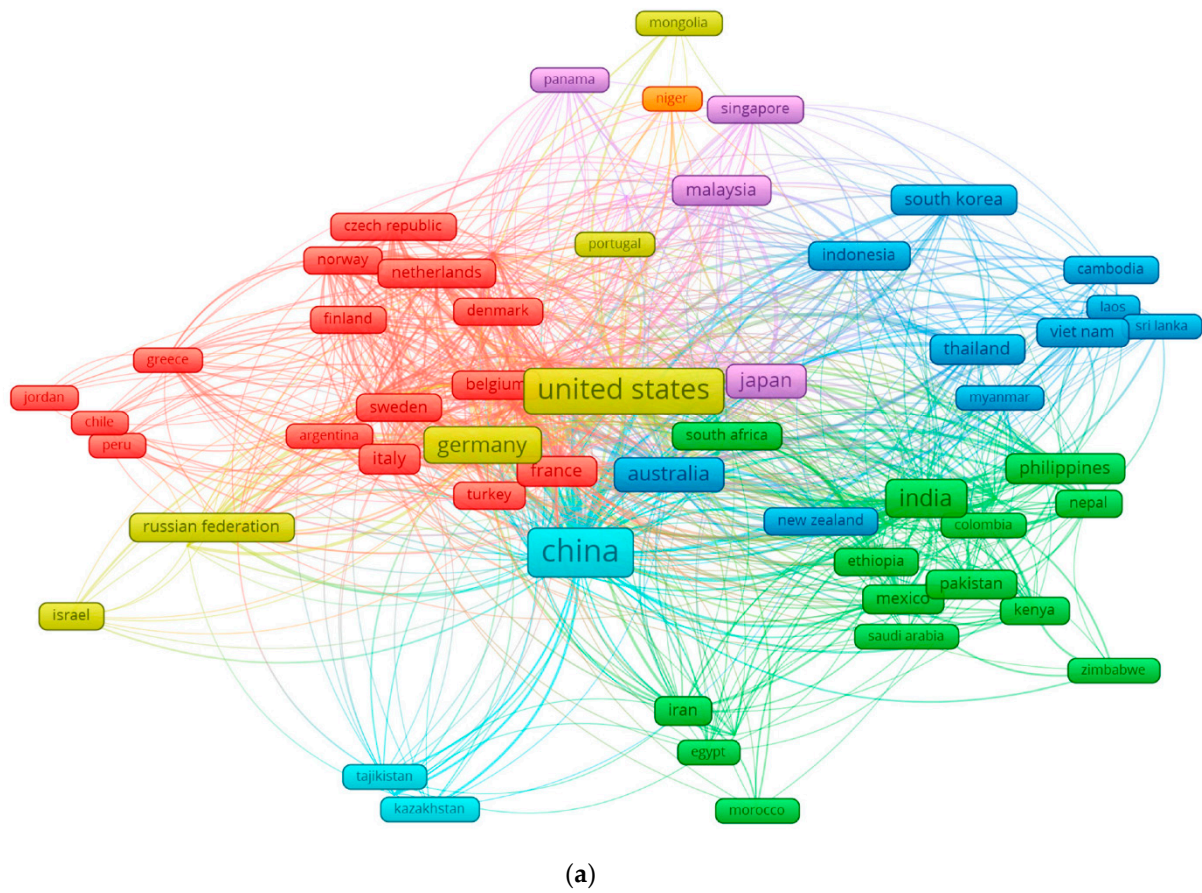 mongolia
panama
niger
singapore
malaysia
south korea
czech republic
portugal
norway
netherlands
indonesia
cambodia
laos
denmark
finland
viet nam
sri lanka
thailand
greece
belgium
united states
japan
jordan
myanmar
sweden
chile
argentina
south africa
peru
germany
italy
france
australia
philippines
turkey
india
nepal
russian federation
new zealand
colombia
china
ethiopia
pakistan
mexico
kenya
israel
saudi arabia
zimbabwe
iran
egypt
tajikistan
kazakhstan
morocco
(a)